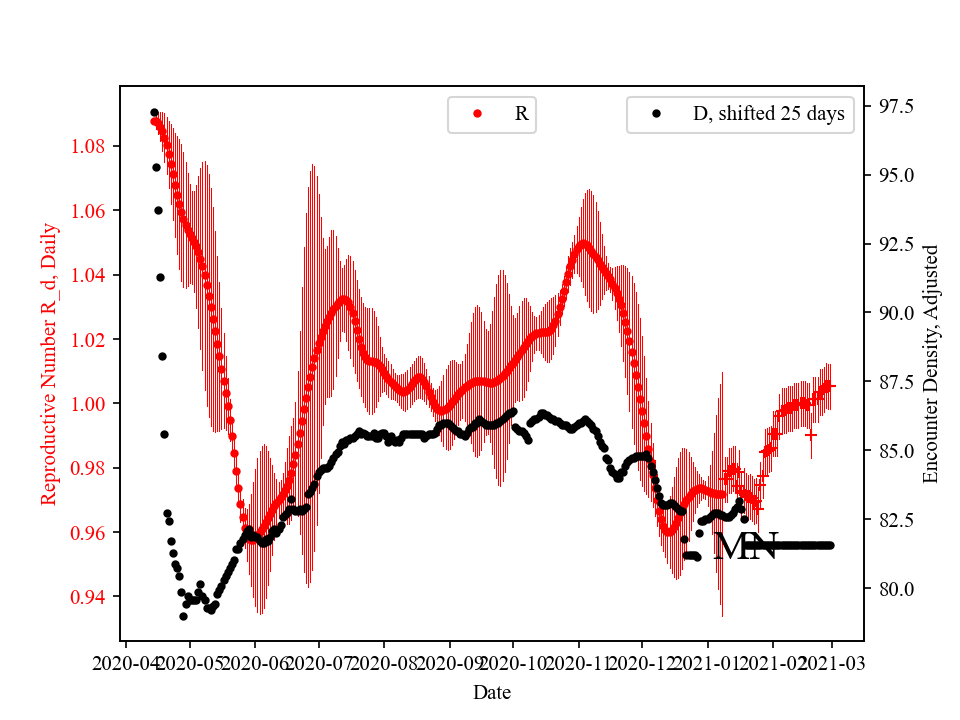 R
D, shifted 25 days
1.08
1.06
1.04
1.02
1.00
0.98
0.96
0.94
Reproductive Number R_d, Daily
97.5
95.0
92.5
90.0
87.5
85.0
82.5
80.0
Encounter Density, Adjusted
MN
2020-04 2020-05 2020-06 2020-07 2020-08 2020-09 2020-10 2020-11 2020-12 2021-01 2021-02 2021-03
Date